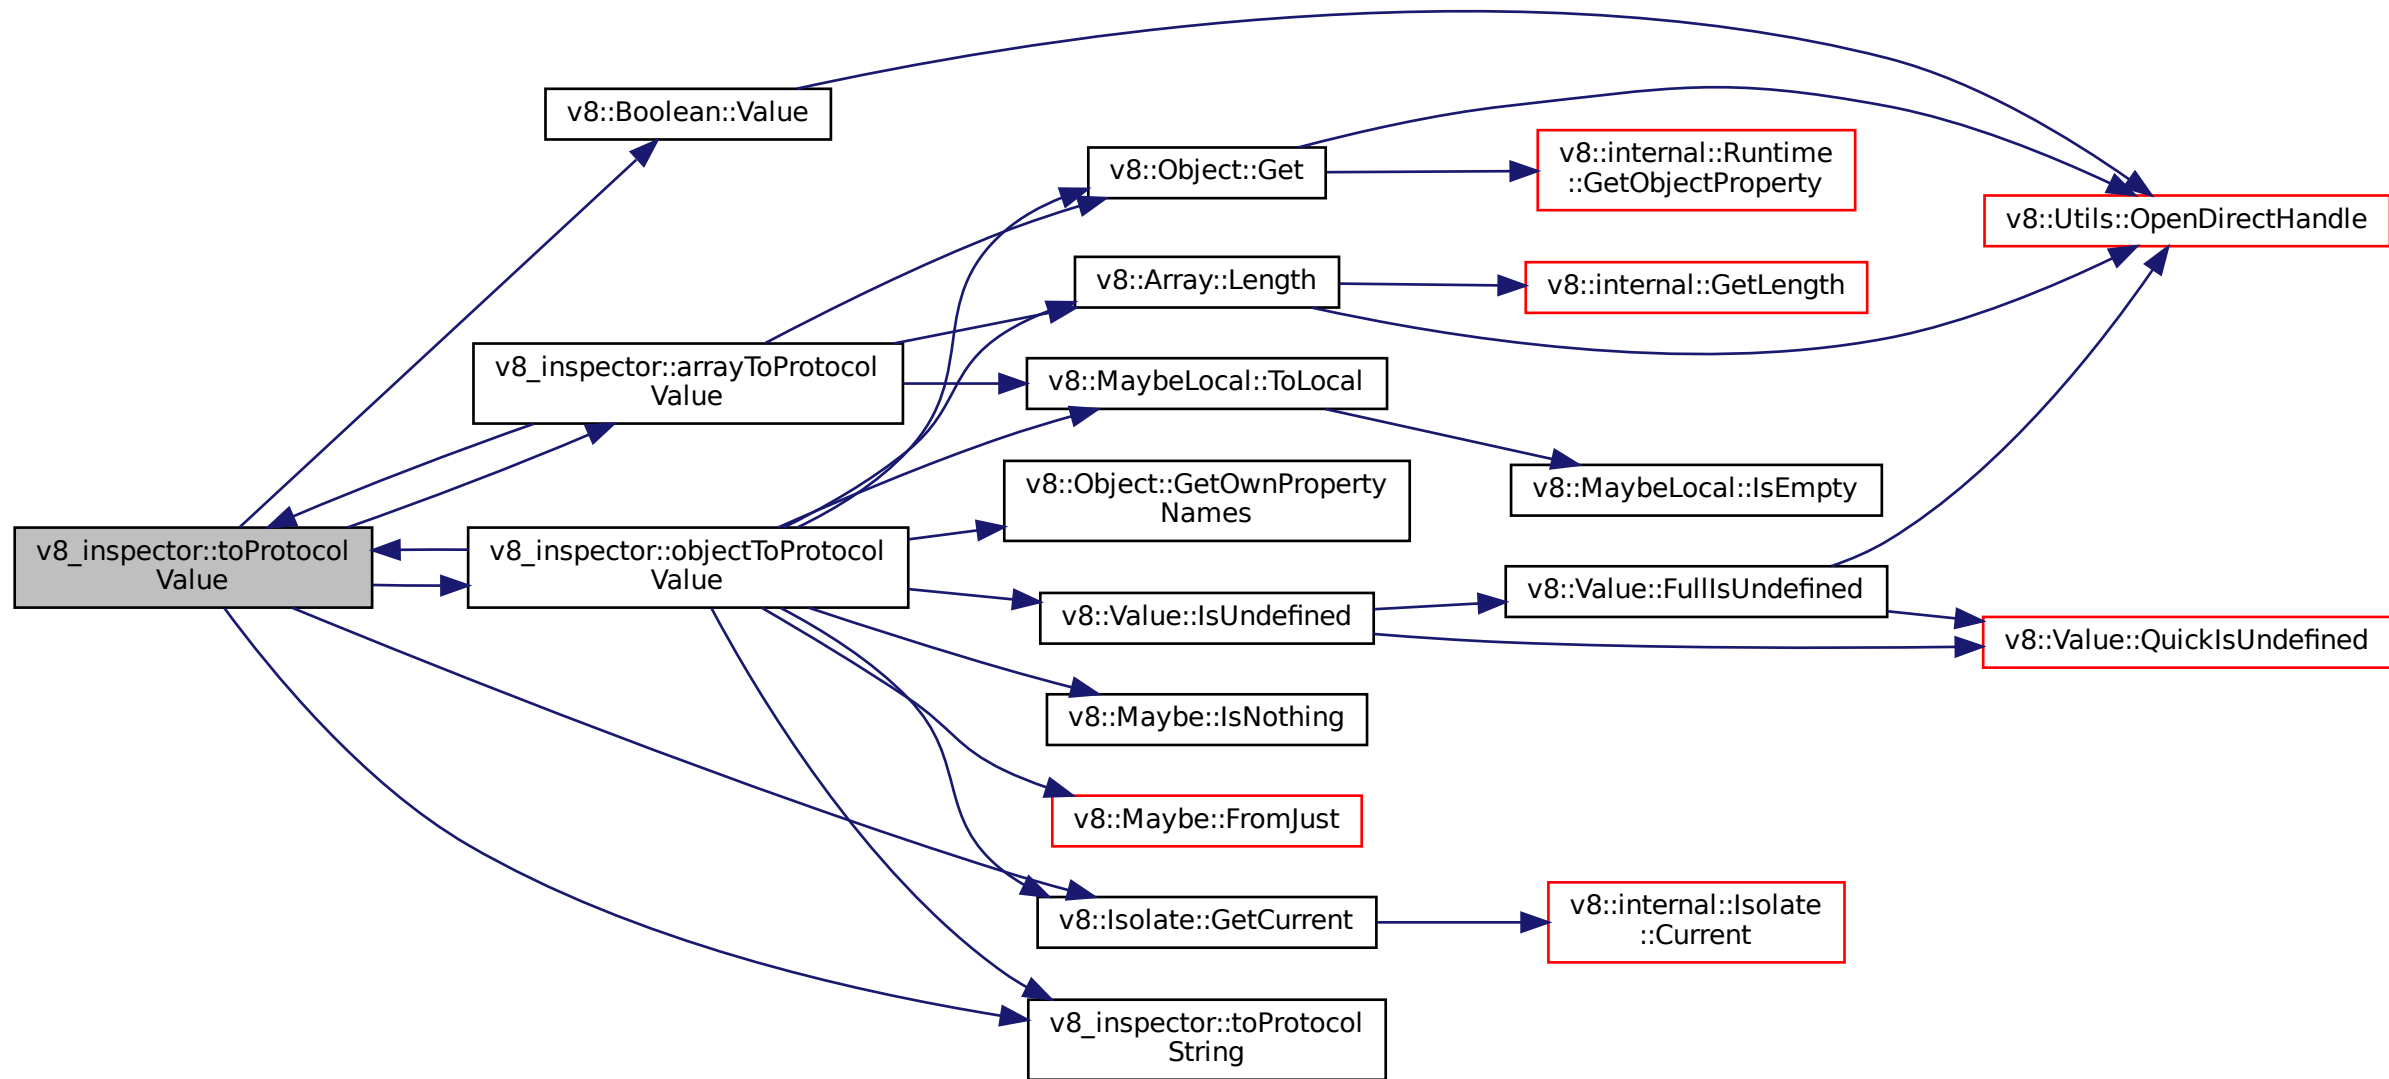 v8_inspector::toProtocol
Value
v8::Boolean::Value
v8_inspector::arrayToProtocol
Value
v8_inspector::objectToProtocol
Value
v8::Object::Get
v8::Array::Length
v8::MaybeLocal::ToLocal
v8::Object::GetOwnProperty
Names
v8::Value::IsUndefined
v8::Maybe::IsNothing
v8::Maybe::FromJust
v8::Isolate::GetCurrent
v8_inspector::toProtocol
String
v8::internal::Runtime
::GetObjectProperty
v8::internal::GetLength
v8::MaybeLocal::IsEmpty
v8::Value::FullIsUndefined
v8::internal::Isolate
::Current
v8::Utils::OpenDirectHandle
v8::Value::QuickIsUndefined